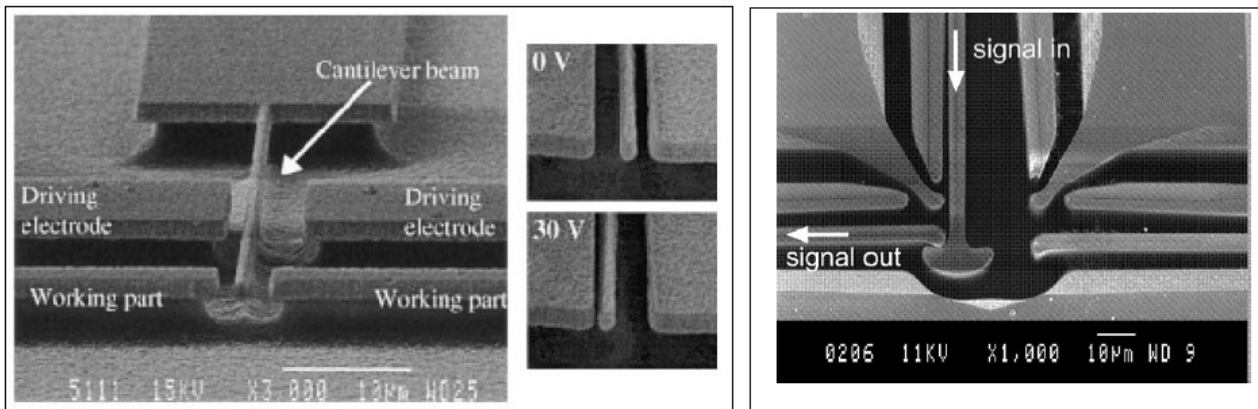 Cantilever beam
Driving
electrode
Driving
electrode
Working part
Working part
5111 15KV X3,000 10μm WD25
0 V
30 V
signal in
signal out
0206 11KV X1,000 10μm WD 9